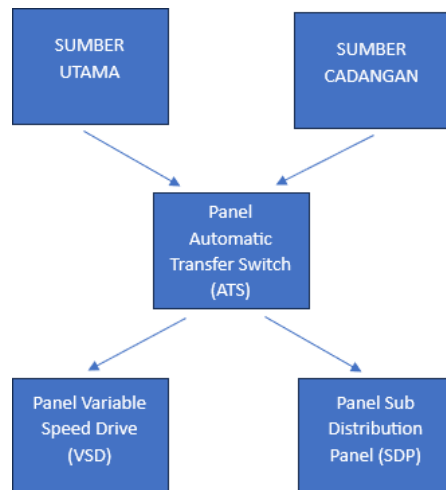 SUMBER
UTAMA
SUMBER
CADANGAN
Panel
Automatic
Transfer Switch
(ATS)
Panel Variable
Speed Drive
(VSD)
Panel Sub
Distribution
Panel (SDP)